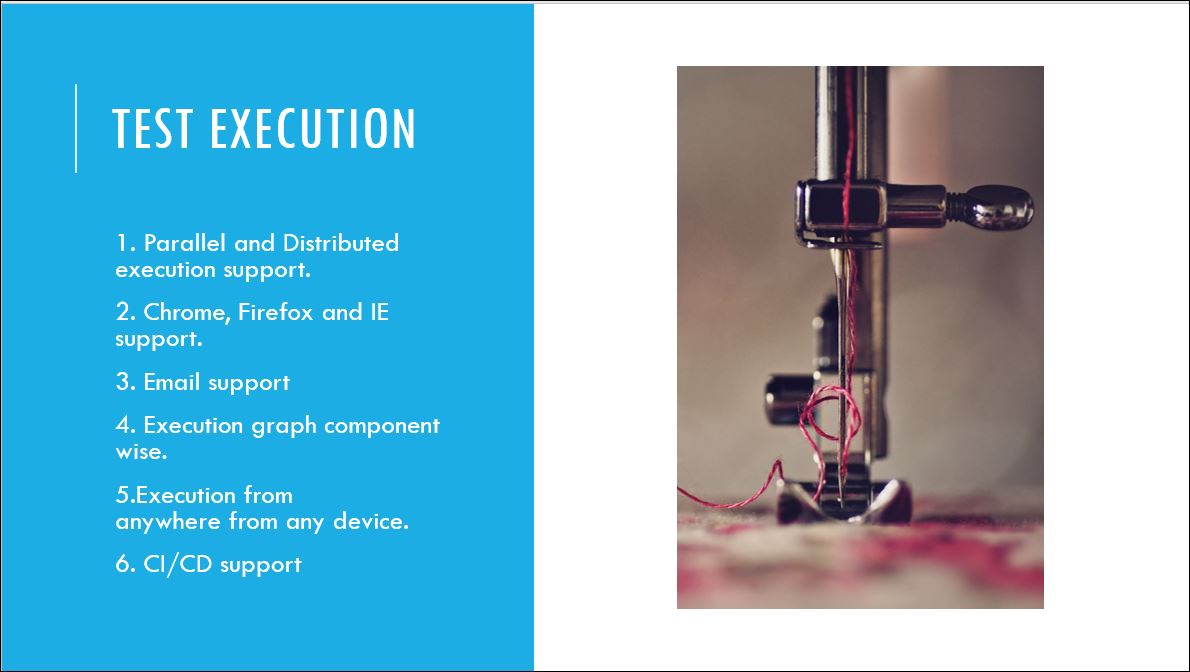 TEST EXECUTION
1. Parallel and Distributed
execution support.
2. Chrome, Firefox and IE
support.
3. Email support
4. Execution graph component
wise.
5.Execution from
anywhere from any device.
6. CI/CD support